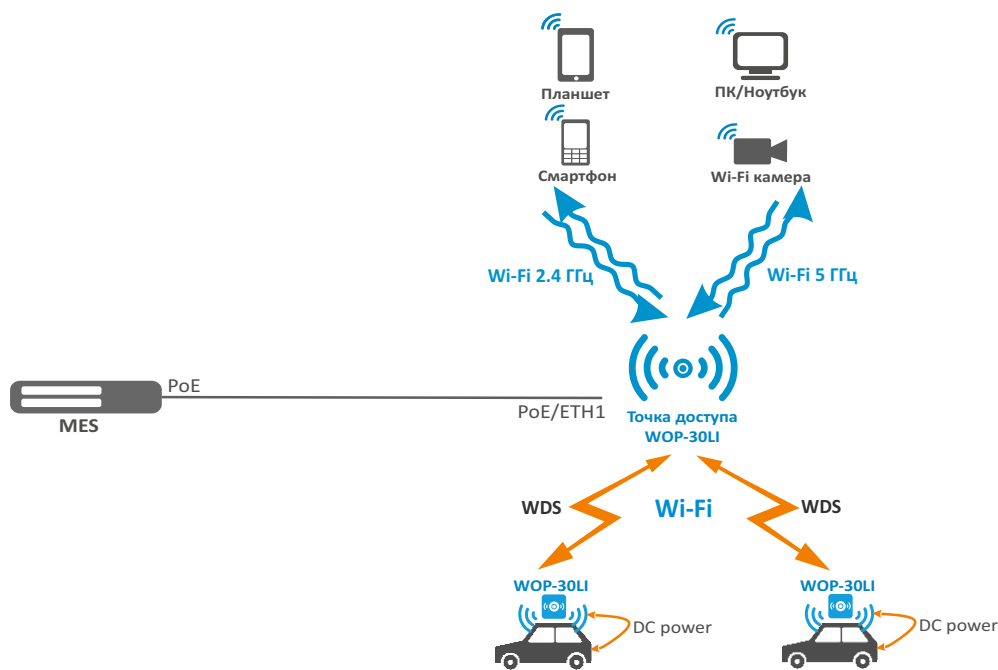 Планшет
ПК/Ноутбук
Смартфон
Wi-Fi камера
Wi-Fi 2.4 ГГц
Wi-Fi 5 ГГц
PoE
PoE/ETH1
MES
Точка доступа
WOP-30LI
WDS
Wi-Fi
WDS
WOP-30LI
WOP-30LI
DC power
DC power